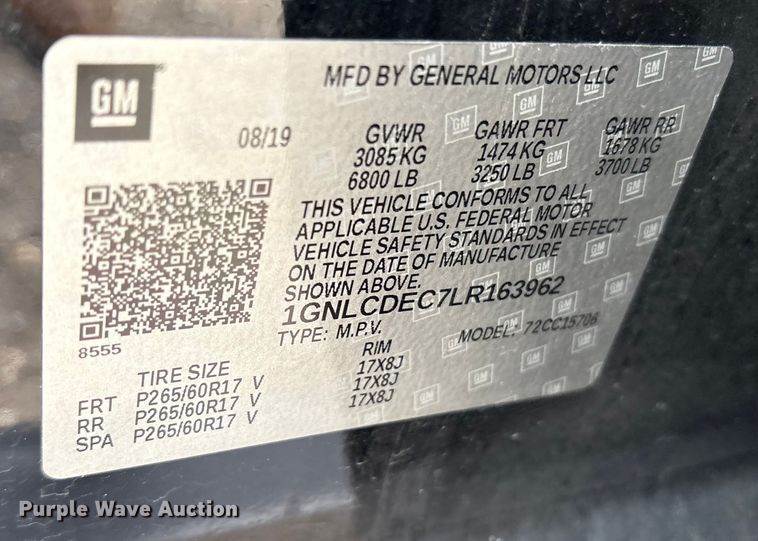 GM
MFD BY GENERAL MOTORS LLC
08/19
GVWR GAWR FRT GAWR RR
3085 KG 1474 KG 1678 KG
6800 LB 3250 LB 3700 LB
THIS VEHICLE CONFORMS TO ALL
APPLICABLE U.S. FEDERAL MOTOR
VEHICLE SAFETY STANDARDS IN EFFECT
ON THE DATE OF MANUFACTURE
SHOWN ABOVE.
1GNLCDEC7LR163962
8555
TYPE: M.P.V. MODEL: 72CC15706
TIRE SIZE RIM
FRT P265/60R17 V 17X8J
RR P265/60R17 V 17X8J
SPA P265/60R17 V 17X8J
Purple Wave Auction